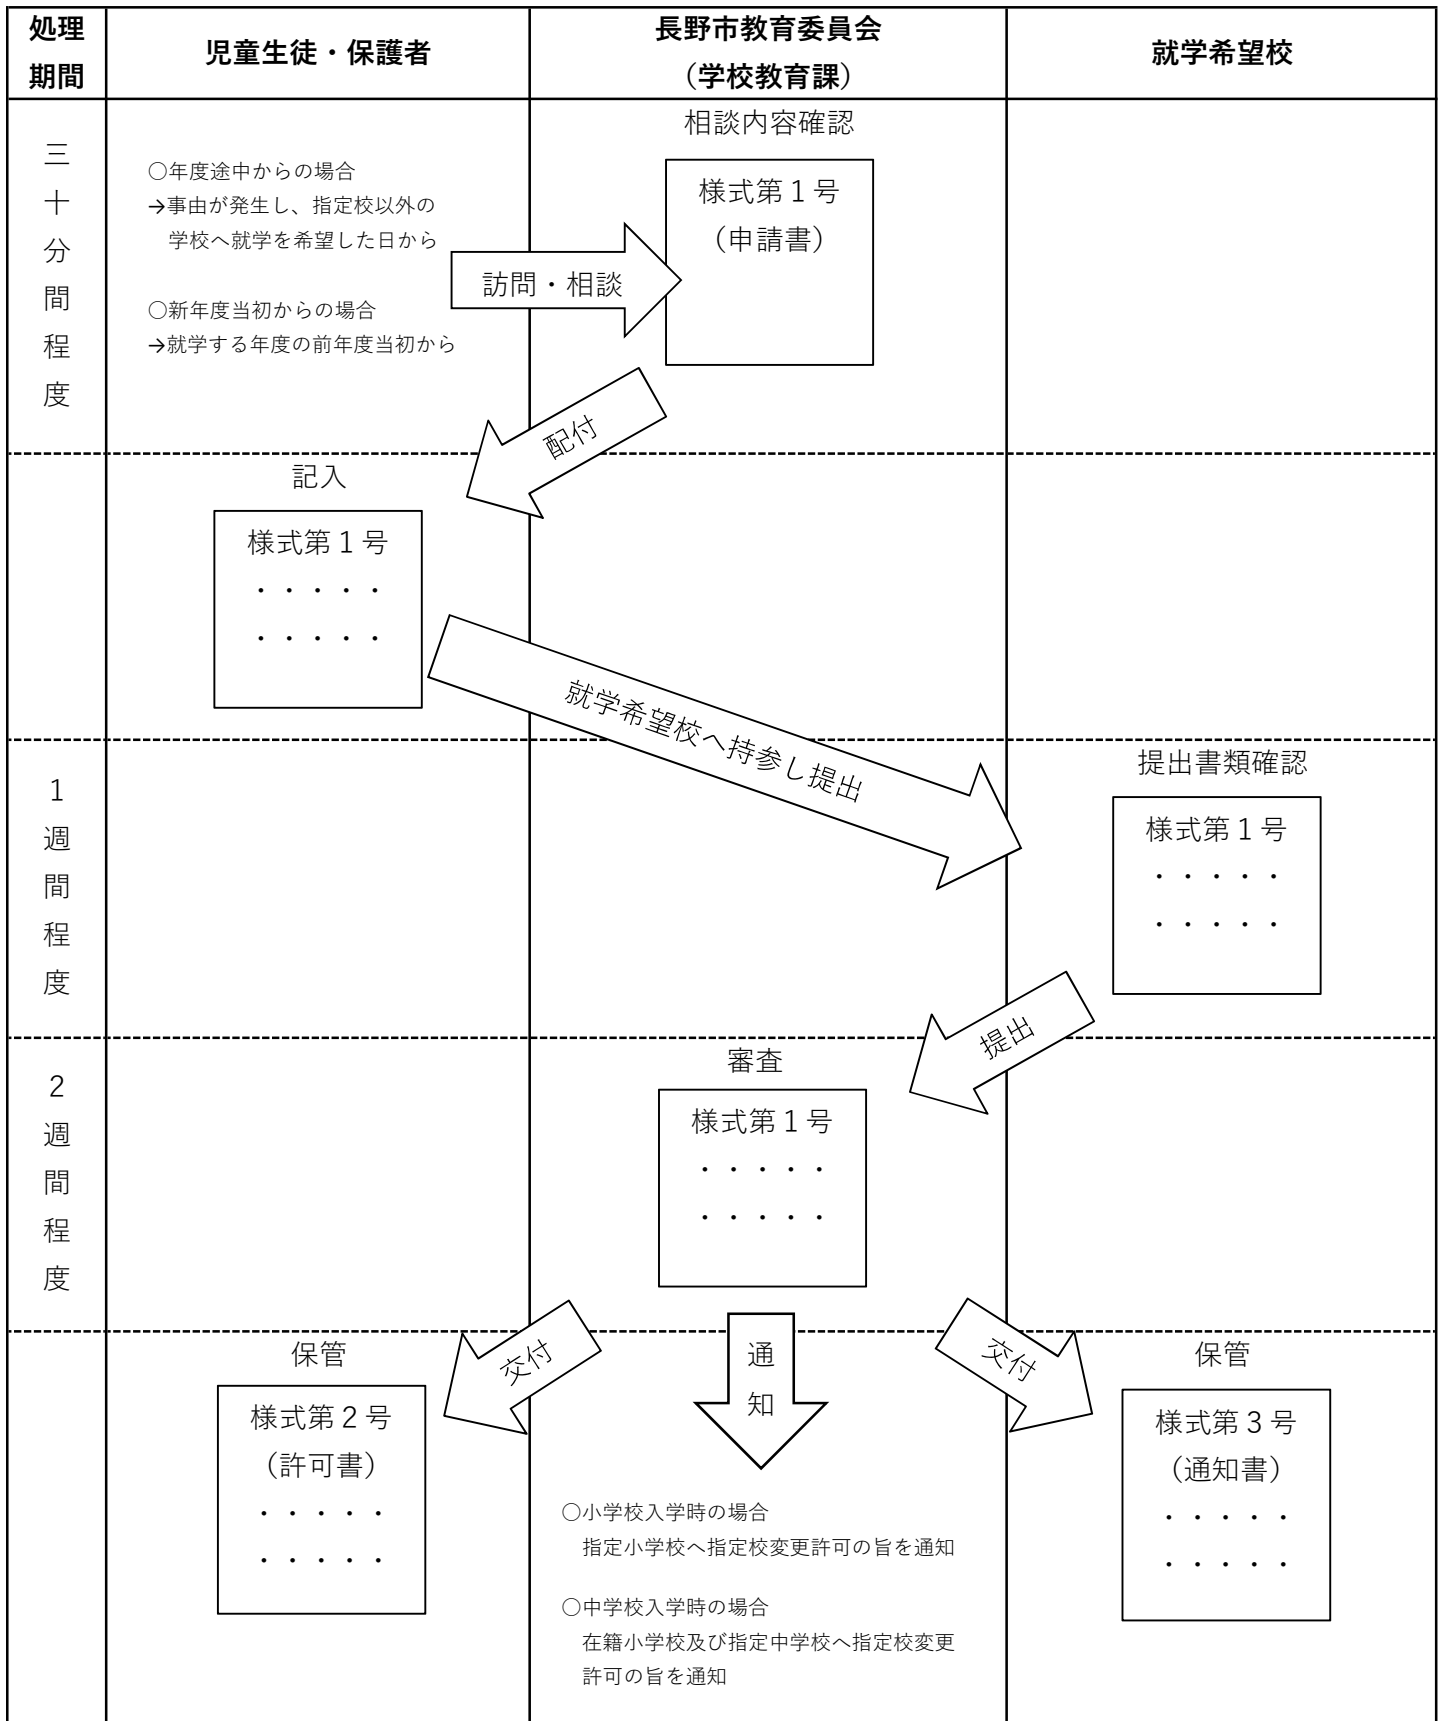 処理
期間
児童生徒・保護者
長野市教育委員会
（学校教育課）
就学希望校
三十分間程度
○年度途中からの場合
→事由が発生し、指定校以外の
学校へ就学を希望した日から
○新年度当初からの場合
→就学する年度の前年度当初から
訪問・相談
相談内容確認
様式第１号
（申請書）
配付
記入
様式第１号
・・・・・
・・・・・
就学希望校へ持参し提出
1週間程度
提出書類確認
様式第１号
・・・・・
・・・・・
提出
2週間程度
審査
様式第１号
・・・・・
・・・・・
交付
通知
交付
保管
様式第２号
（許可書）
・・・・・
・・・・・
○小学校入学時の場合
指定小学校へ指定校変更許可の旨を通知
○中学校入学時の場合
在籍小学校及び指定中学校へ指定校変更
許可の旨を通知
保管
様式第３号
（通知書）
・・・・・
・・・・・